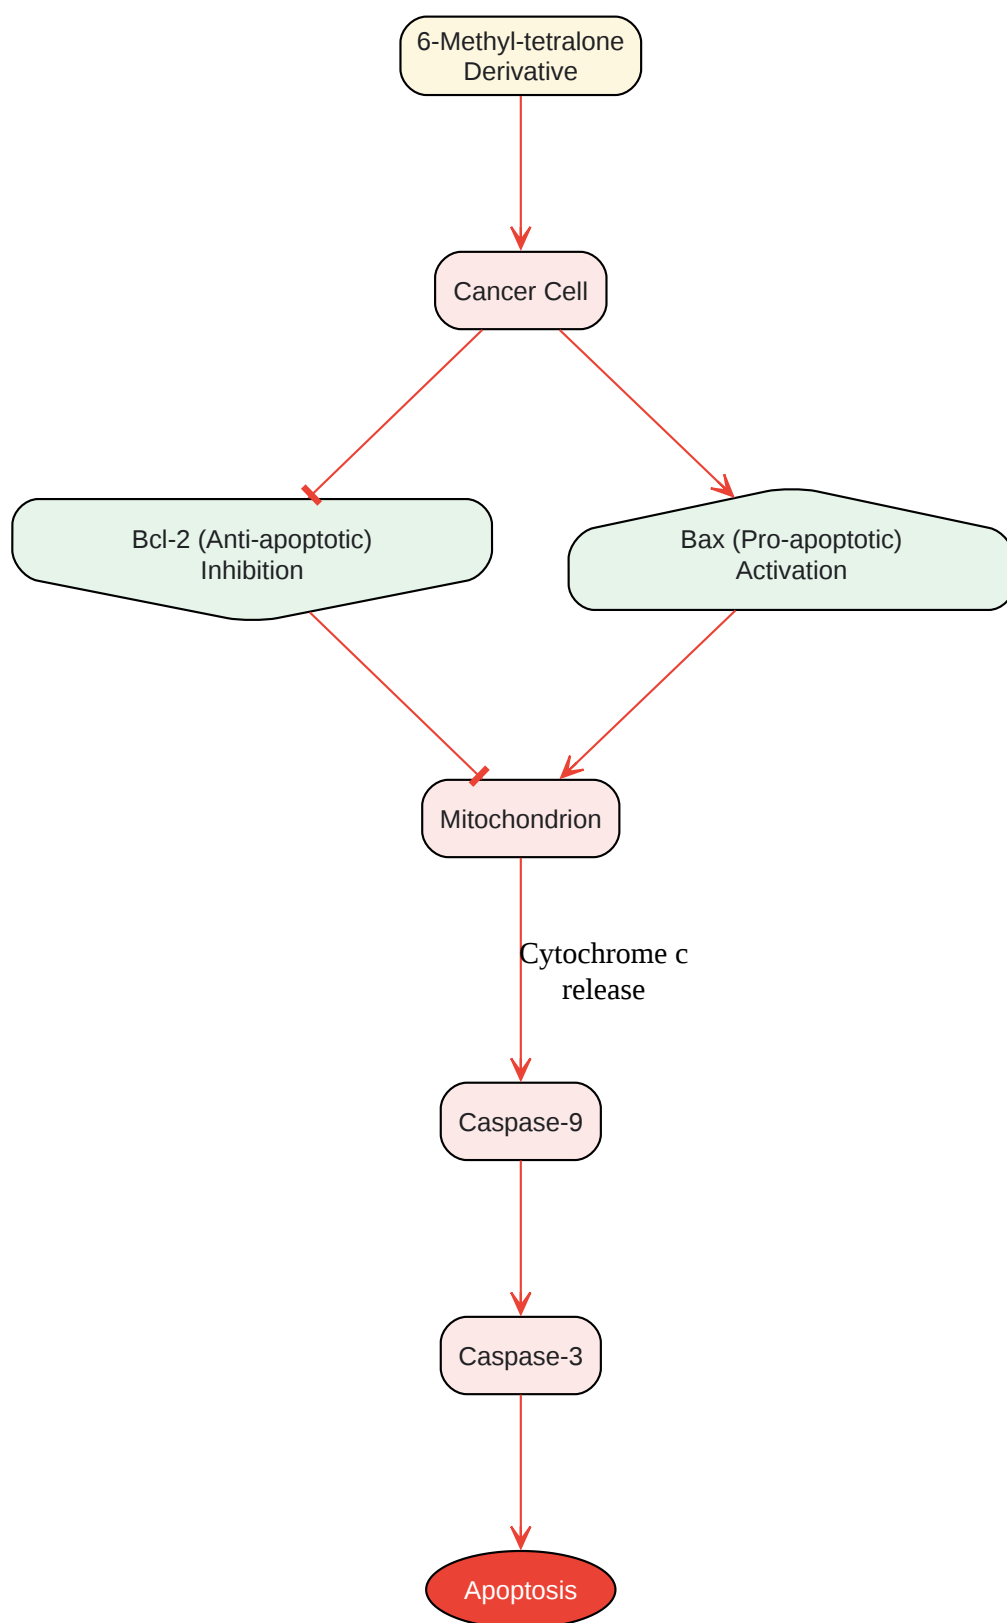 6-Methyl-tetralone
Derivative
Cancer Cell
Bcl-2 (Anti-apoptotic)
Inhibition
Bax (Pro-apoptotic)
Activation
Mitochondrion
Cytochrome c
release
Caspase-9
Caspase-3
Apoptosis